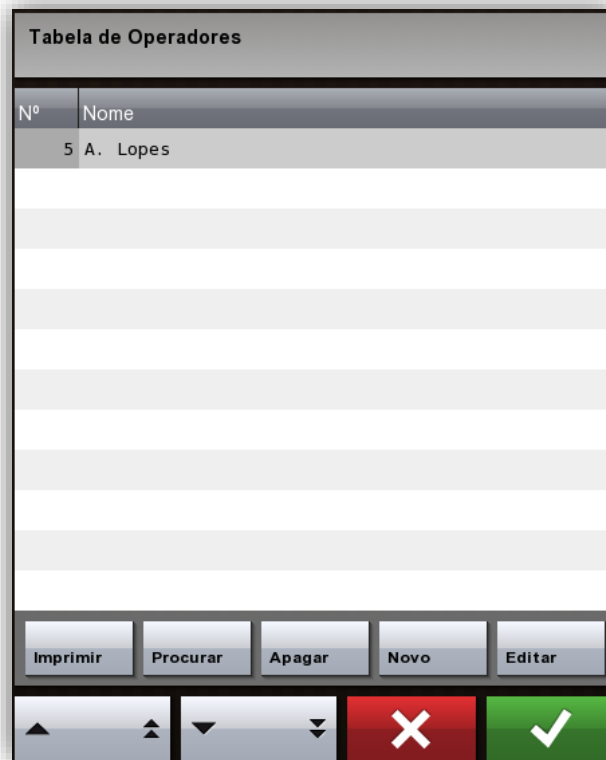 Tabela de Operadores
Nº Nome
5 A. Lopes
Imprimir Procurar Apagar Novo Editar